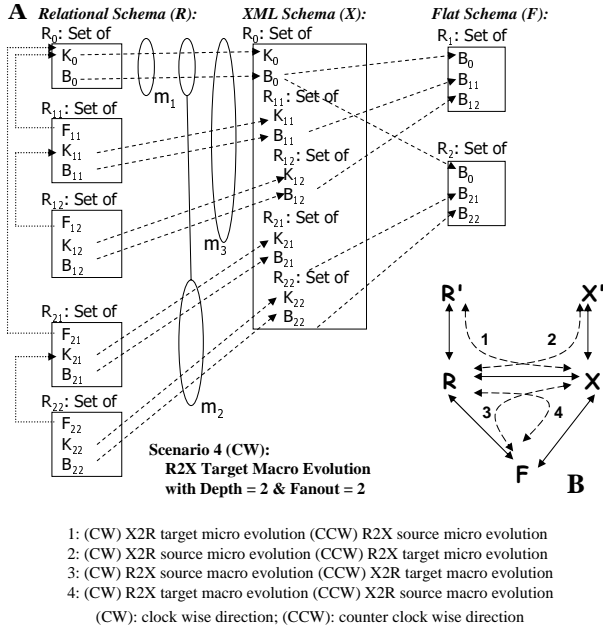 A
Relational Schema (R):
XML Schema (X):
Flat Schema (F):
R0: Set of
K0
B0
R11: Set of
F11
K11
B11
R12: Set of
F12
K12
B12
R21: Set of
F21
K21
B21
R22: Set of
F22
K22
B22
m1
m3
m2
R0: Set of
K0
B0
R11: Set of
K11
B11
R12: Set of
K12
B12
R21: Set of
K21
B21
R22: Set of
K22
B22
R1: Set of
B0
B11
B12
R2: Set of
B0
B21
B22
Scenario 4 (CW):
R2X Target Macro Evolution
with Depth = 2 & Fanout = 2
R'
X'
1
2
R
X
3
4
F
B
1: (CW) X2R target micro evolution (CCW) R2X source micro evolution
2: (CW) X2R source micro evolution (CCW) R2X target micro evolution
3: (CW) R2X source macro evolution (CCW) X2R target macro evolution
4: (CW) R2X target macro evolution (CCW) X2R source macro evolution
(CW): clock wise direction; (CCW): counter clock wise direction